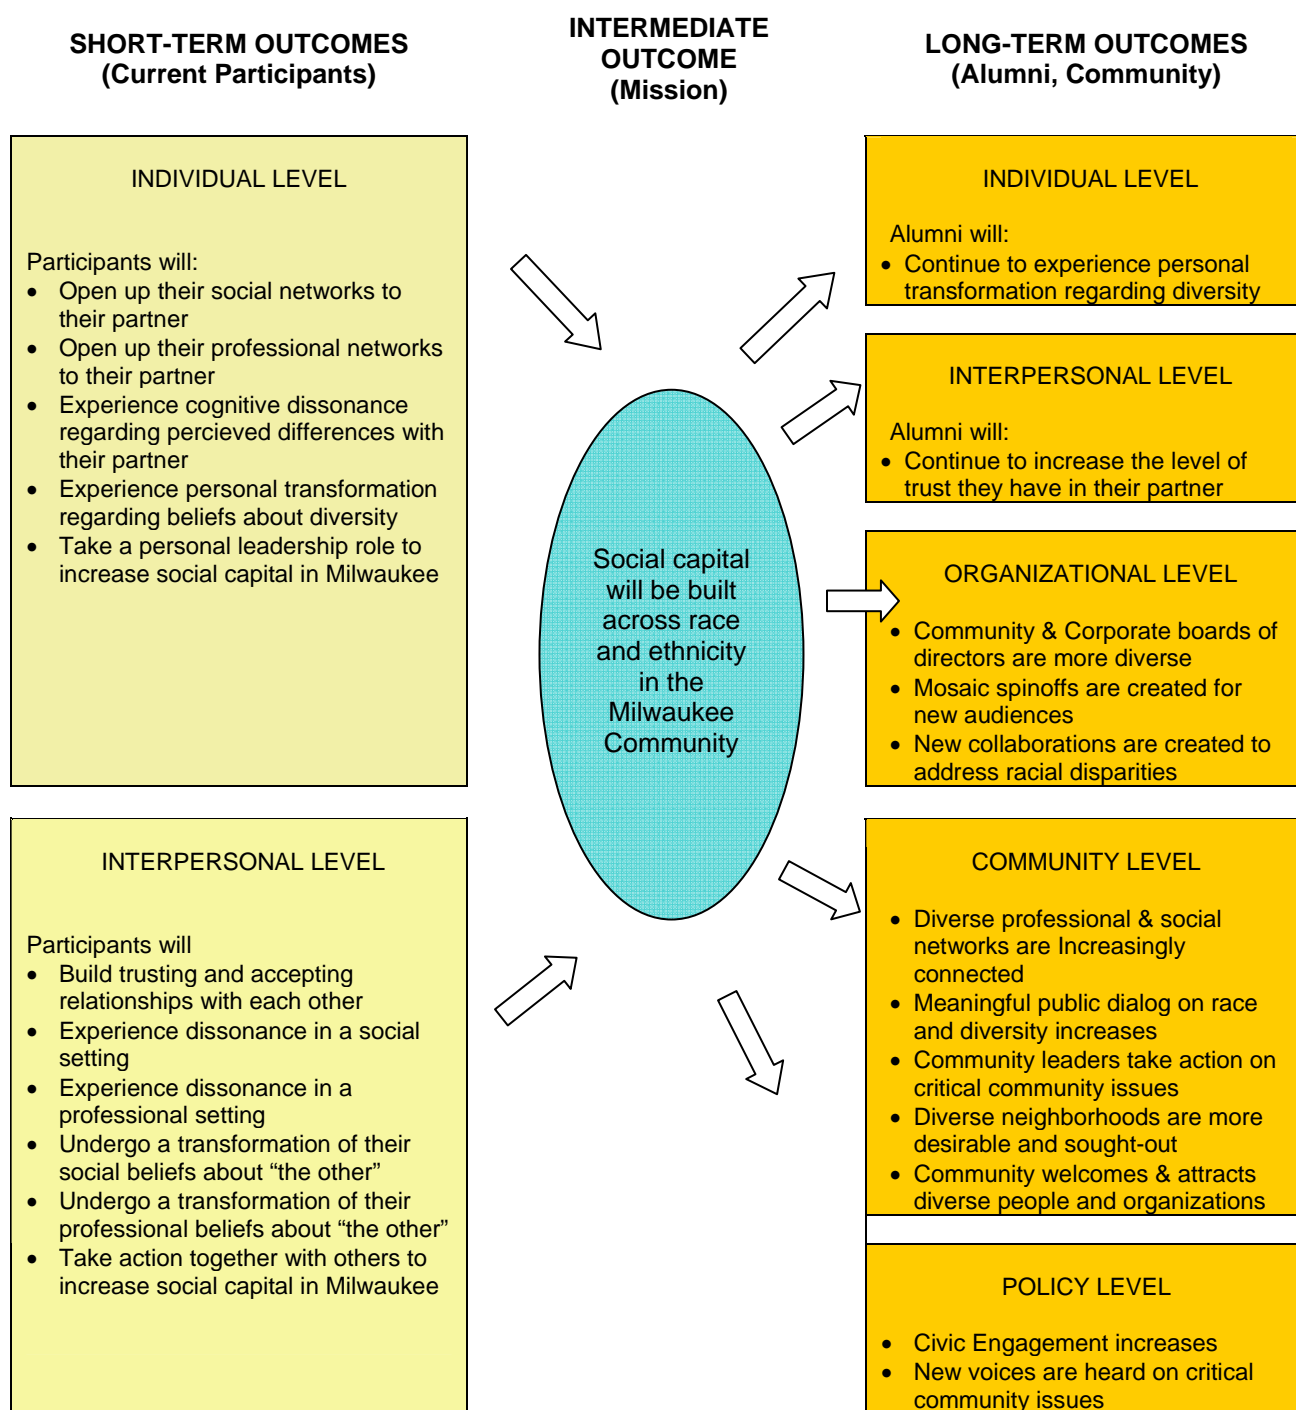 SHORT-TERM OUTCOMES
(Current Participants)
INTERMEDIATE
OUTCOME
(Mission)
LONG-TERM OUTCOMES
(Alumni, Community)
INDIVIDUAL LEVEL
Participants will:
• Open up their social networks to
their partner
• Open up their professional networks
to their partner
• Experience cognitive dissonance
regarding percieved differences with
their partner
• Experience personal transformation
regarding beliefs about diversity
• Take a personal leadership role to
increase social capital in Milwaukee
INTERPERSONAL LEVEL
Participants will
• Build trusting and accepting
relationships with each other
• Experience dissonance in a social
setting
• Experience dissonance in a
professional setting
• Undergo a transformation of their
social beliefs about “the other”
• Undergo a transformation of their
professional beliefs about “the other”
• Take action together with others to
increase social capital in Milwaukee
Social capital
will be built
across race
and ethnicity
in the
Milwaukee
Community
INDIVIDUAL LEVEL
Alumni will:
• Continue to experience personal
transformation regarding diversity
INTERPERSONAL LEVEL
Alumni will:
• Continue to increase the level of
trust they have in their partner
ORGANIZATIONAL LEVEL
• Community & Corporate boards of
directors are more diverse
• Mosaic spinoffs are created for
new audiences
• New collaborations are created to
address racial disparities
COMMUNITY LEVEL
• Diverse professional & social
networks are Increasingly
connected
• Meaningful public dialog on race
and diversity increases
• Community leaders take action on
critical community issues
• Diverse neighborhoods are more
desirable and sought-out
• Community welcomes & attracts
diverse people and organizations
POLICY LEVEL
• Civic Engagement increases
• New voices are heard on critical
community issues